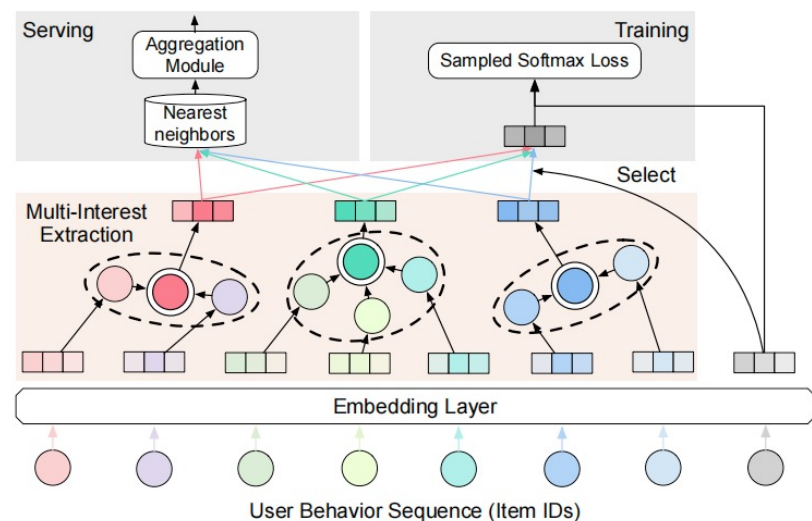 Serving
Training
Aggregation
Module
Sampled Softmax Loss
Nearest
neighbors
Select
Multi-Interest
Extraction
Embedding Layer
User Behavior Sequence (Item IDs)